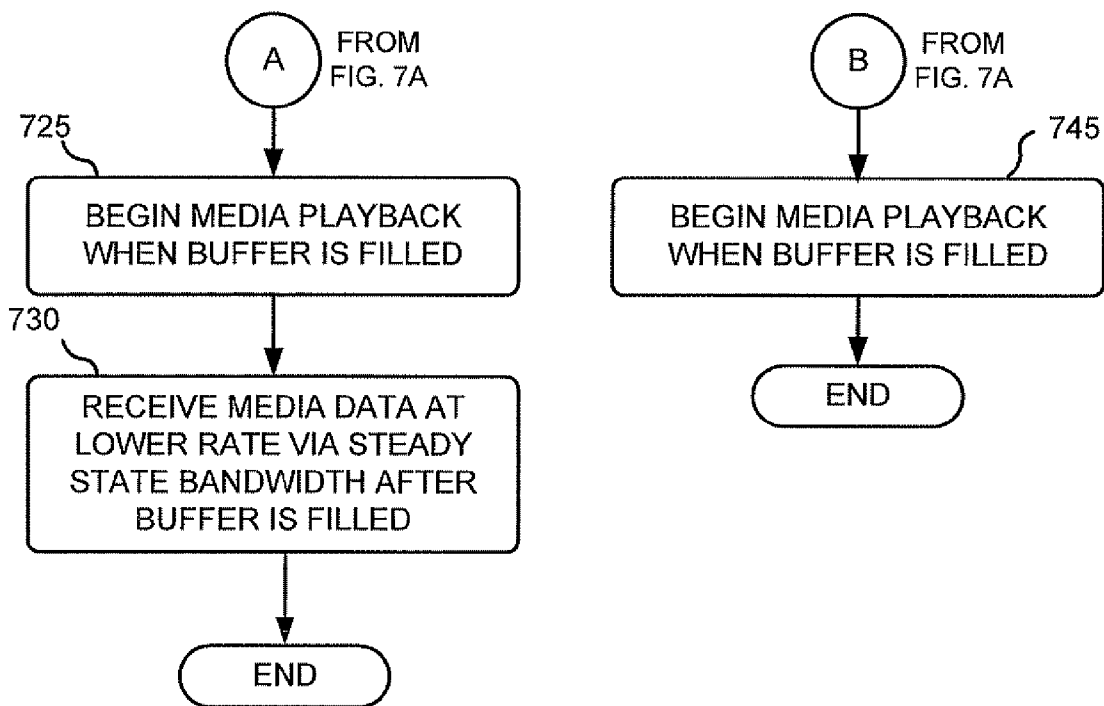 A
FROM
FIG. 7A
725
BEGIN MEDIA PLAYBACK
WHEN BUFFER IS FILLED
730
RECEIVE MEDIA DATA AT
LOWER RATE VIA STEADY
STATE BANDWIDTH AFTER
BUFFER IS FILLED
END
B
FROM
FIG. 7A
745
BEGIN MEDIA PLAYBACK
WHEN BUFFER IS FILLED
END